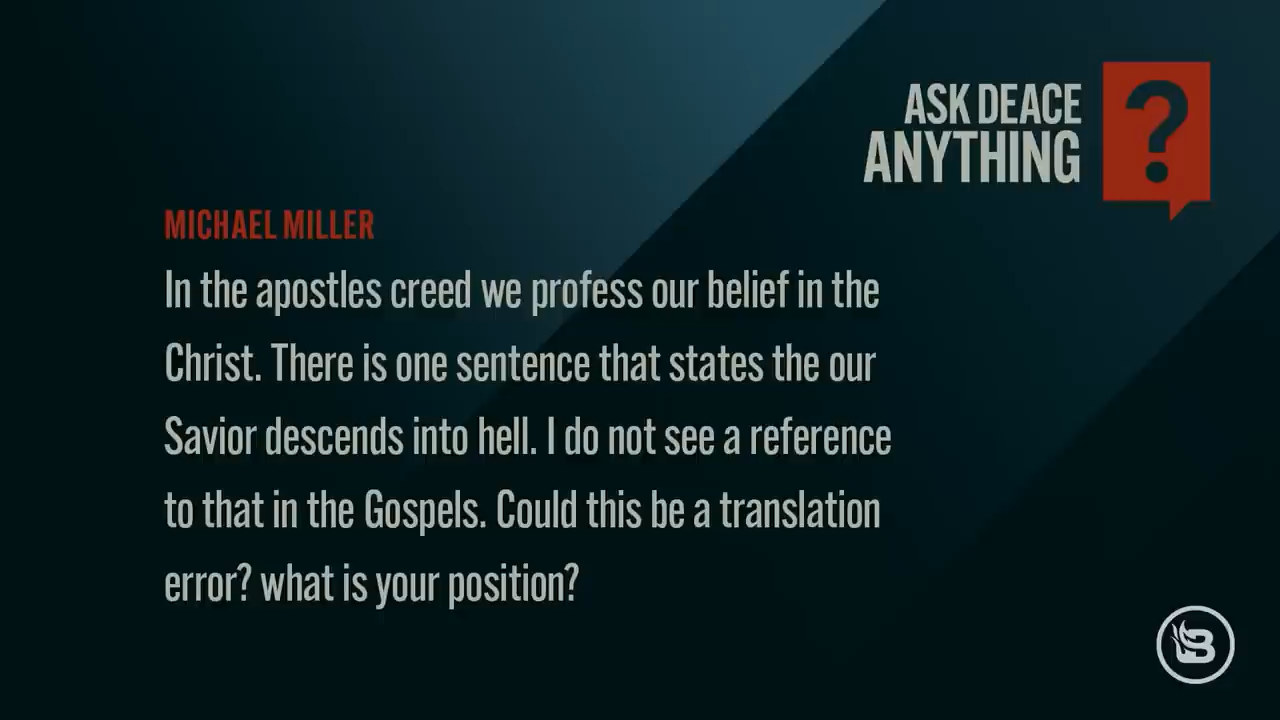 ASK DEACE
ANYTHING
?
MICHAEL MILLER
In the apostles creed we profess our belief in the
Christ. There is one sentence that states the our
Savior descends into hell. I do not see a reference
to that in the Gospels. Could this be a translation
error? what is your position?
B